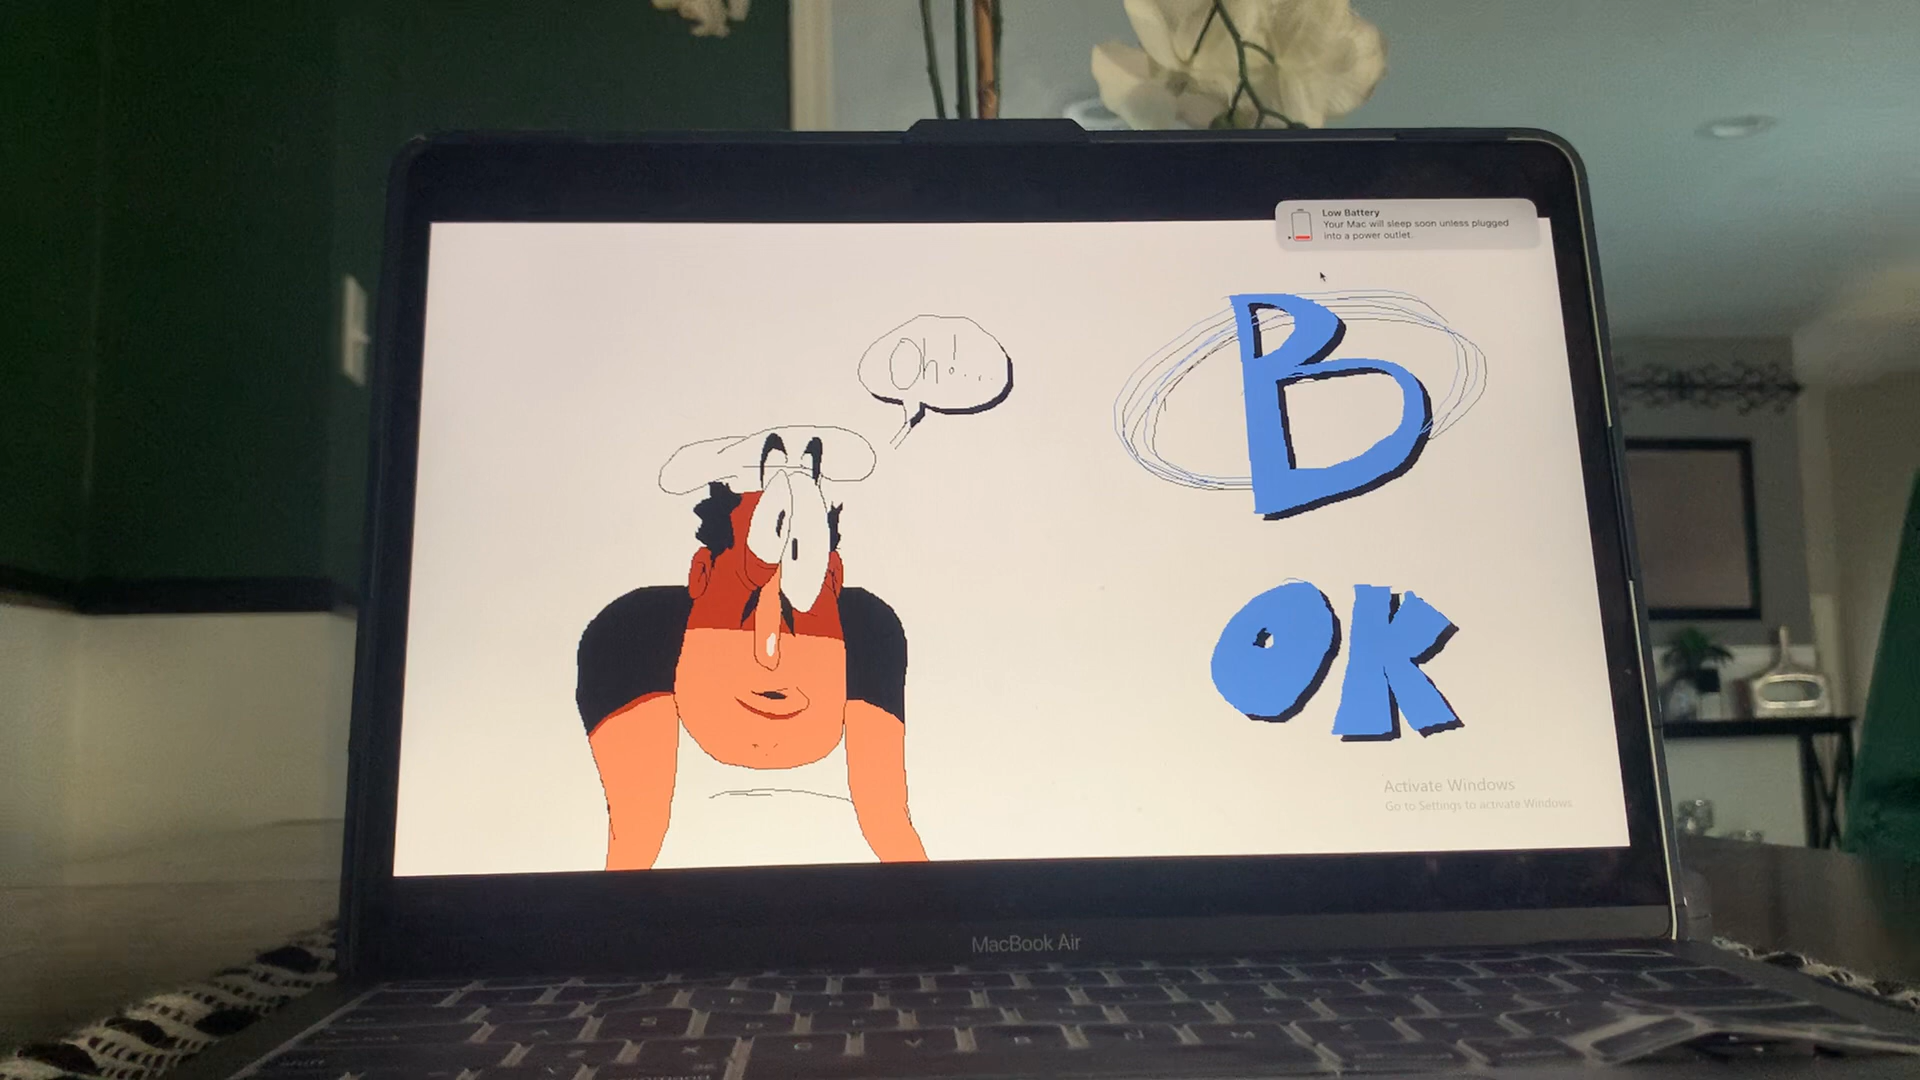 Low Battery
Your Mac will sleep soon unless plugged
into a power outlet.
Oh!...
B
OK
Activate Windows
Go to Settings to activate Windows
MacBook Air